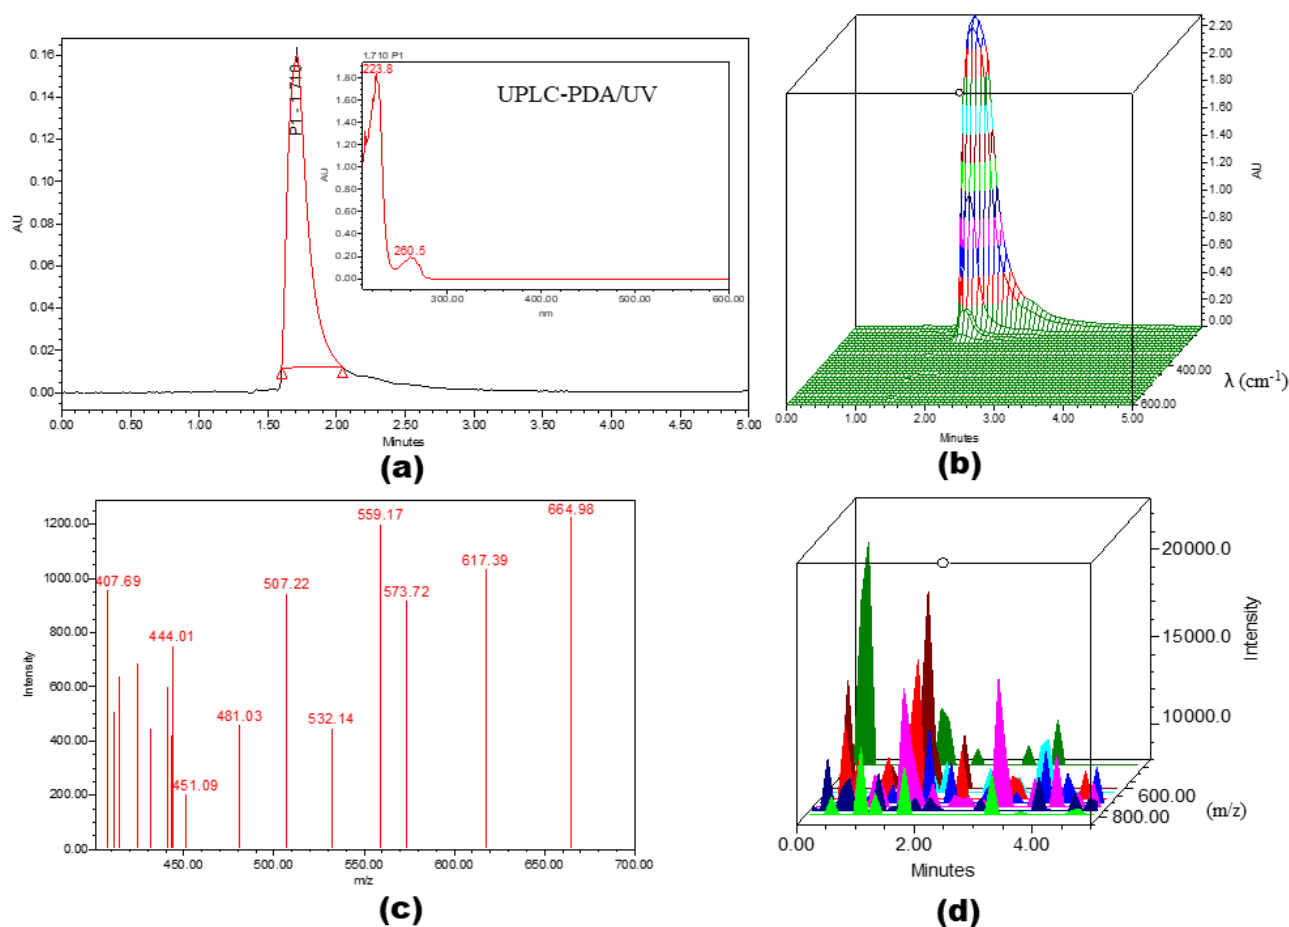 0.16
0.14
0.12
0.10
0.08
0.06
0.04
0.02
0.00
AU
P1 - 1.710
0.00 0.50 1.00 1.50 2.00 2.50 3.00 3.50 4.00 4.50 5.00
Minutes
1.710 P1
223.8
UPLC-PDA/UV
1.80
1.60
1.40
1.20
1.00
0.80
0.60
0.40
0.20
0.00
AU
260.5
300.00 400.00 500.00 600.00
nm
(a)
2.20
2.00
1.80
1.60
1.40
1.20
1.00
0.80
0.60
0.40
0.20
0.00
AU
400.00
600.00
λ (cm-1)
0.00 1.00 2.00 3.00 4.00 5.00
Minutes
(b)
1200.00
1000.00
800.00
600.00
400.00
200.00
0.00
Intensity
407.69
444.01
451.09
481.03
507.22
532.14
559.17
573.72
617.39
664.98
450.00 500.00 550.00 600.00 650.00 700.00
m/z
(c)
20000.0
15000.0
10000.0
Intensity
600.00
800.00
(m/z)
0.00 2.00 4.00
Minutes
(d)